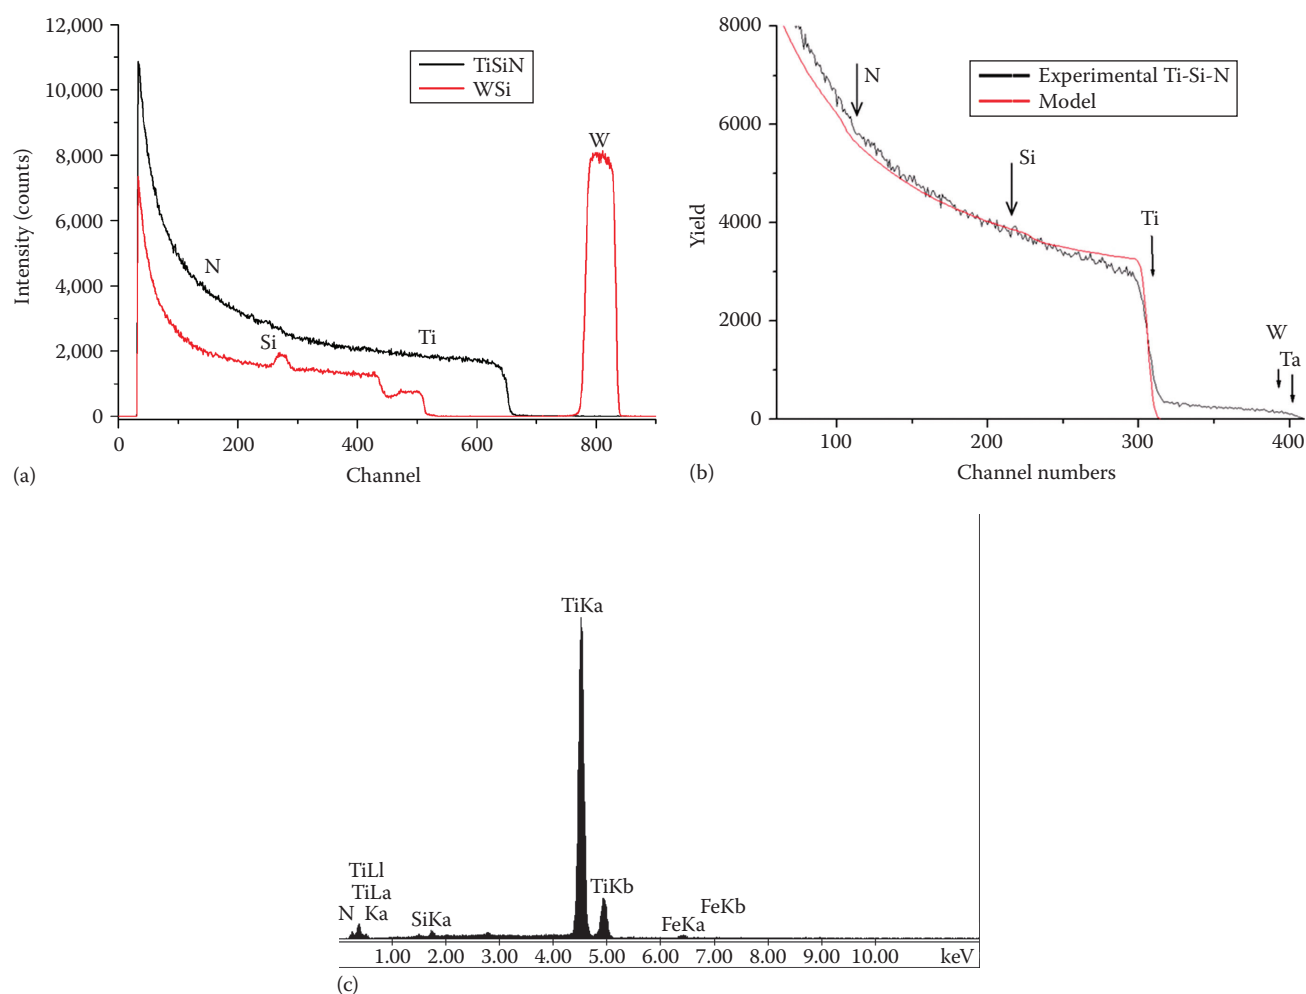 12,000
10,000
8,000
6,000
4,000
2,000
0
Intensity (counts)
TiSiN
WSi
N
Si
Ti
W
0 200 400 600 800
Channel
(a)
8000
6000
4000
2000
0
Yield
Experimental Ti-Si-N
Model
N
Si
Ti
W
Ta
100 200 300 400
Channel numbers
(b)
TiKa
TiLl
TiLa
N Ka
SiKa
TiKb
FeKa
FeKb
1.00 2.00 3.00 4.00 5.00 6.00 7.00 8.00 9.00 10.00 keV
(c)